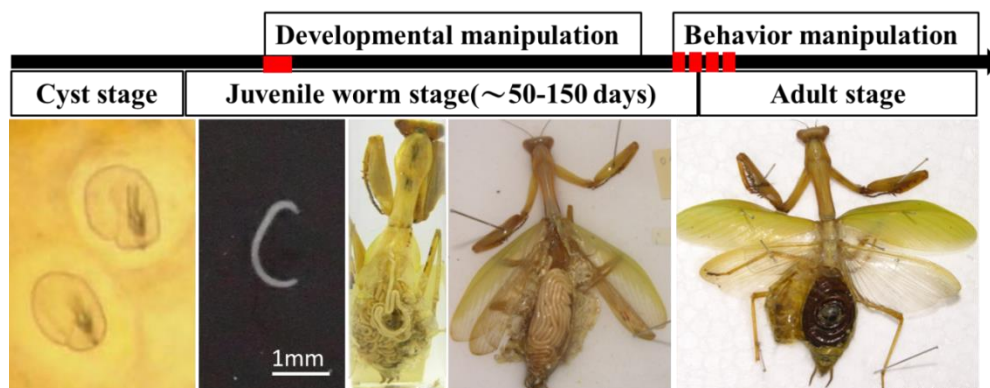 Developmental manipulation
Behavior manipulation
Cyst stage
Juvenile worm stage(～50-150 days)
Adult stage
1mm